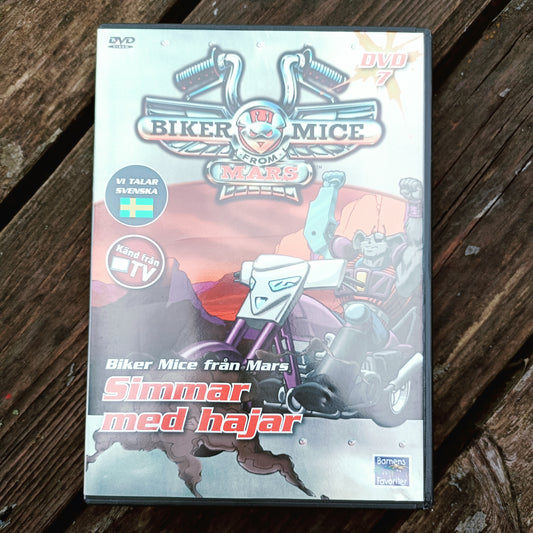 DVD
VIDEO
DVD
7
BIKER MICE
FROM
MARS
VI TALAR
SVENSKA
Känd från
TV
Biker Mice från Mars
Simmar
med hajar
Barnens
Favoriter